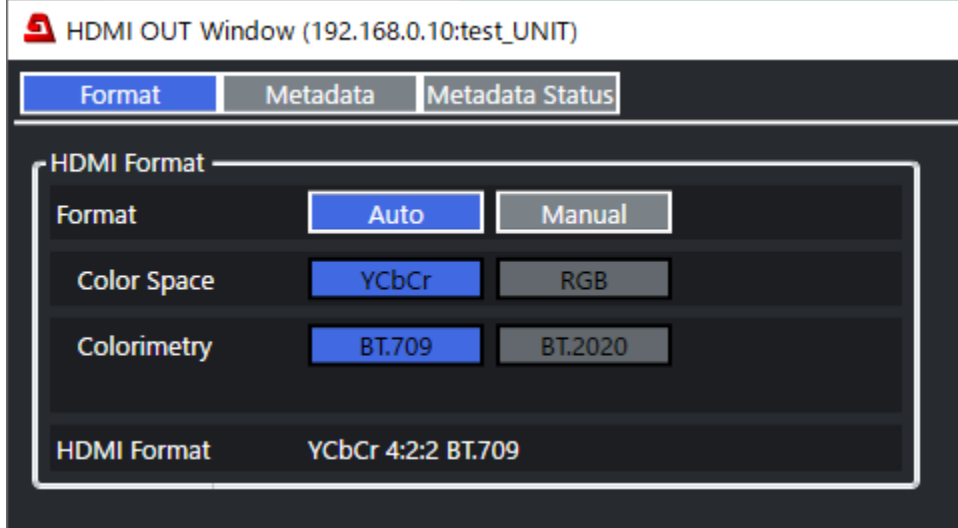 HDMI OUT Window (192.168.0.10:test_UNIT)
Format Metadata Metadata Status
HDMI Format
Format Auto Manual
Color Space YCbCr RGB
Colorimetry BT.709 BT.2020
HDMI Format YCbCr 4:2:2 BT.709